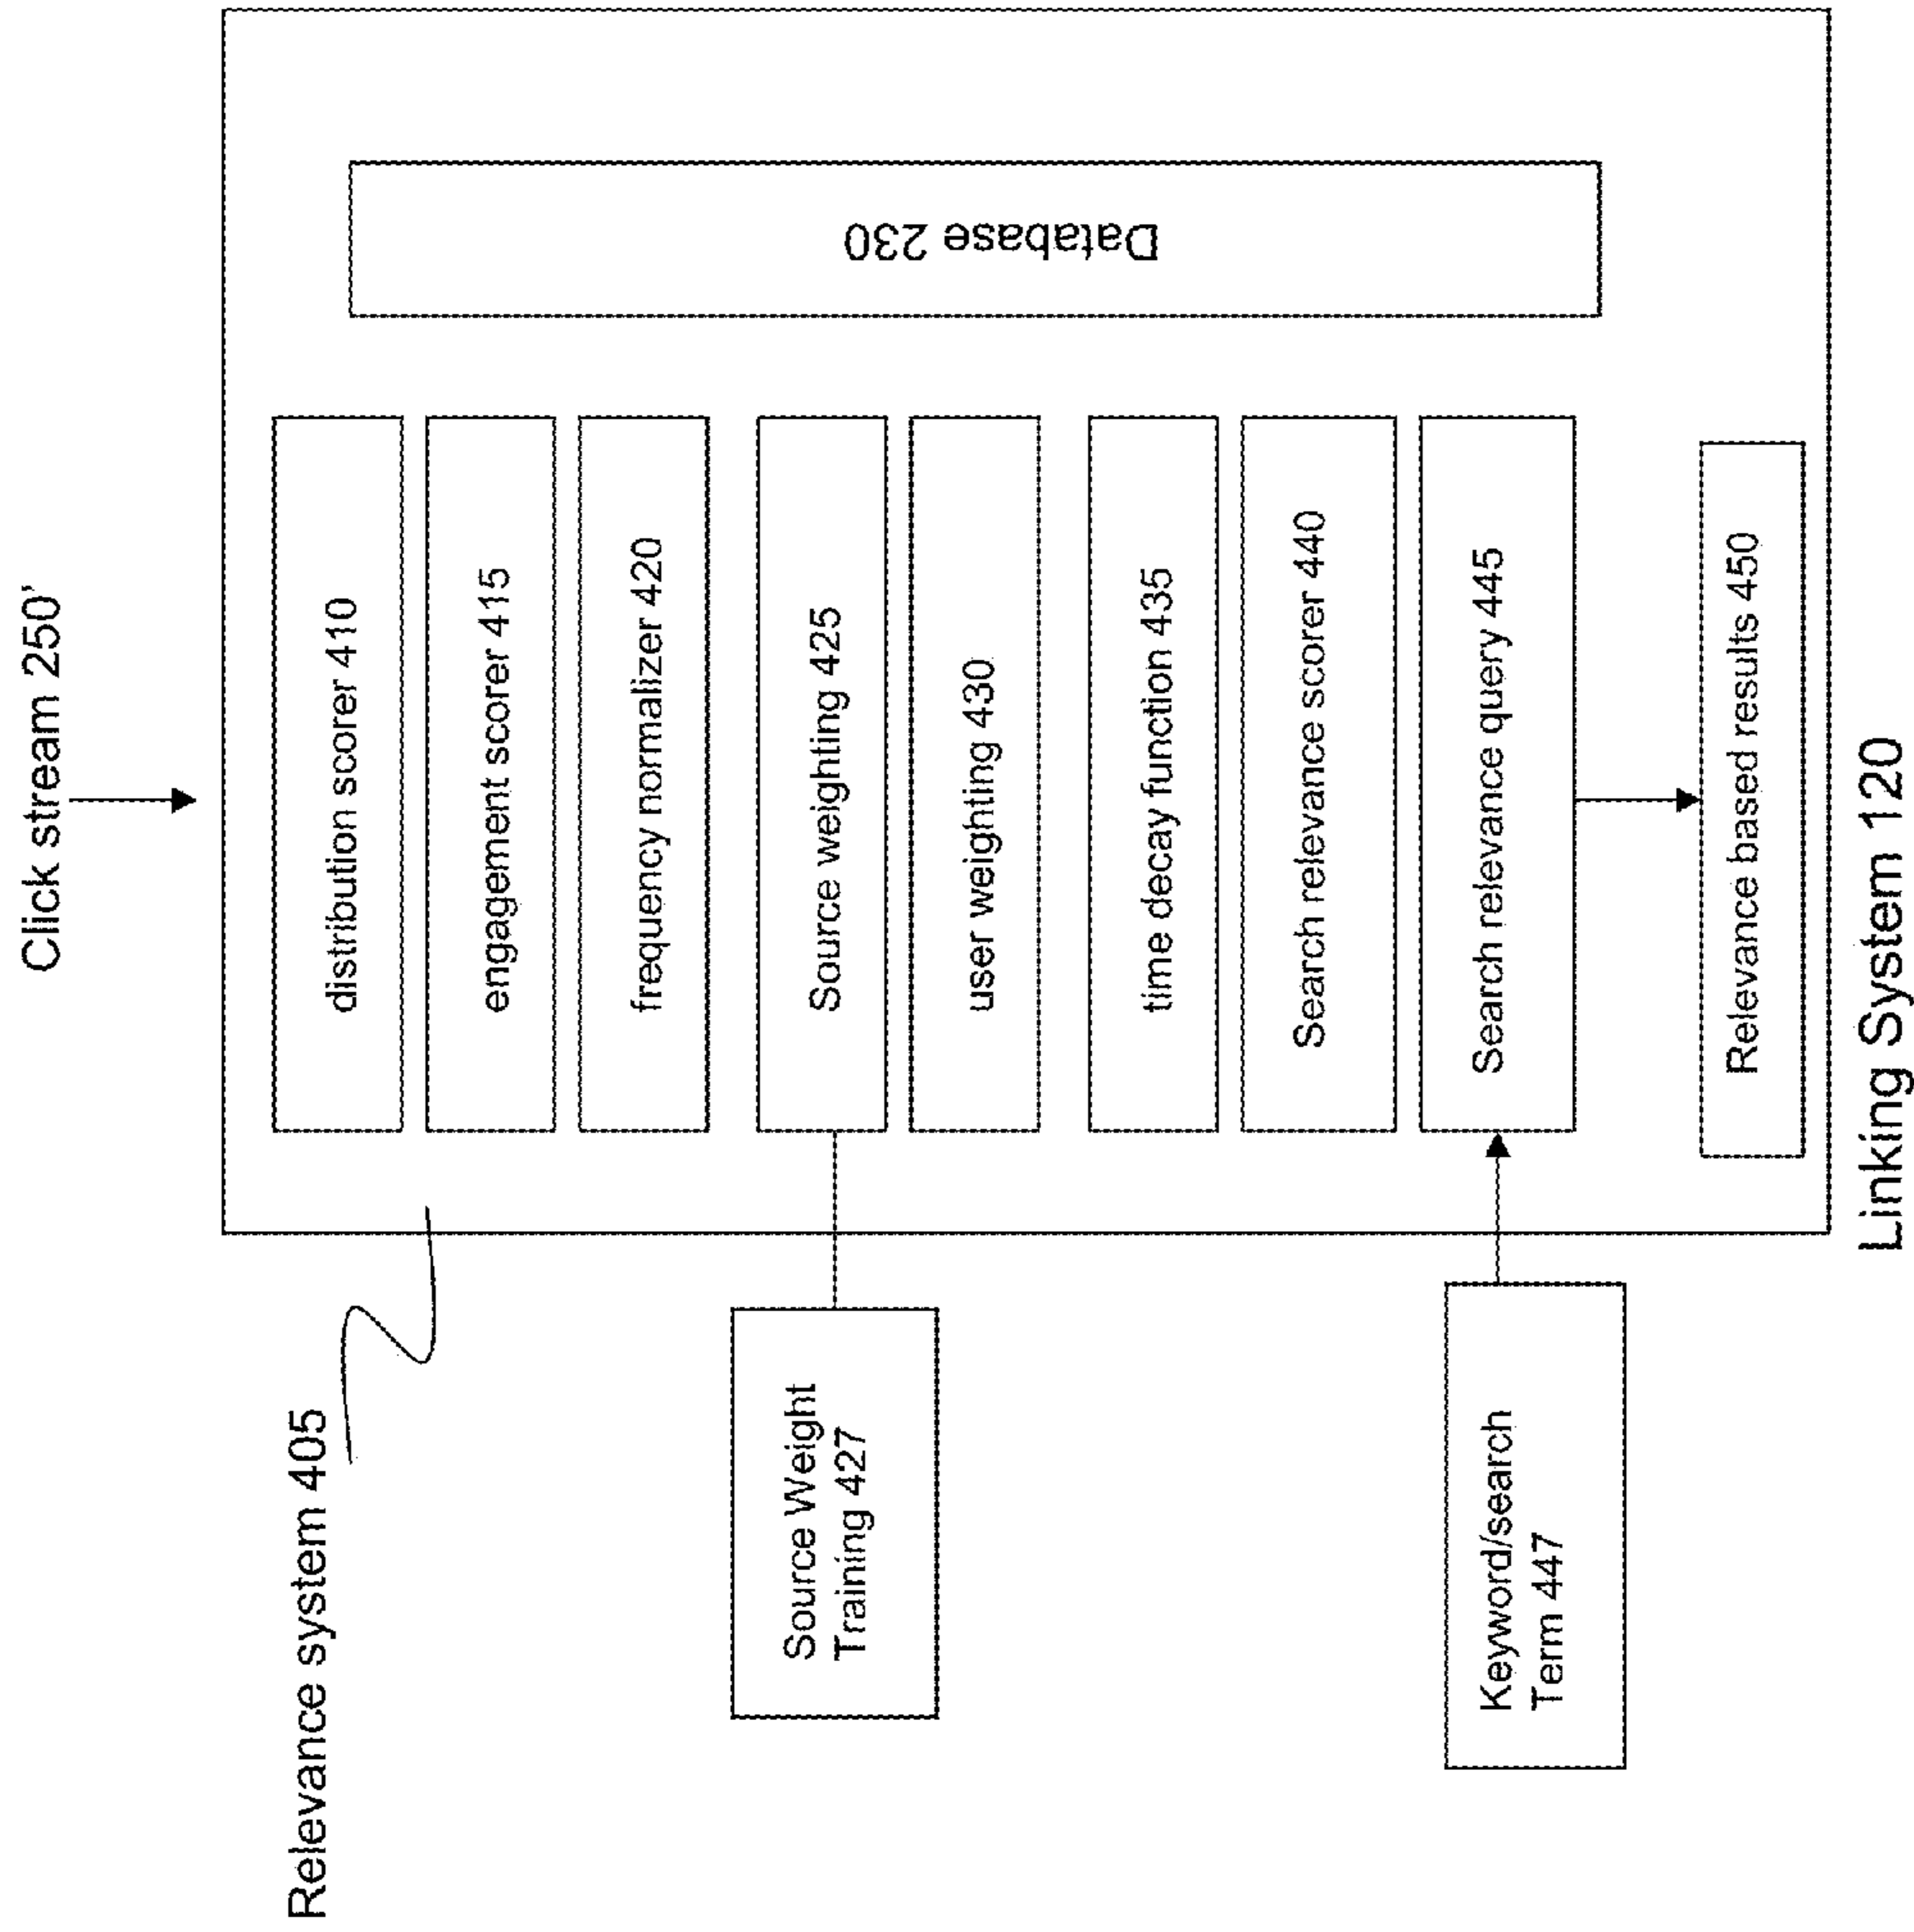 Click stream 250'
Relevance system 405
distribution scorer 410
engagement scorer 415
frequency normalizer 420
Source weighting 425
Source Weight
Training 427
user weighting 430
time decay function 435
Search relevance scorer 440
Search relevance query 445
Keyword/search
Term 447
Relevance based results 450
Database 230
Linking System 120